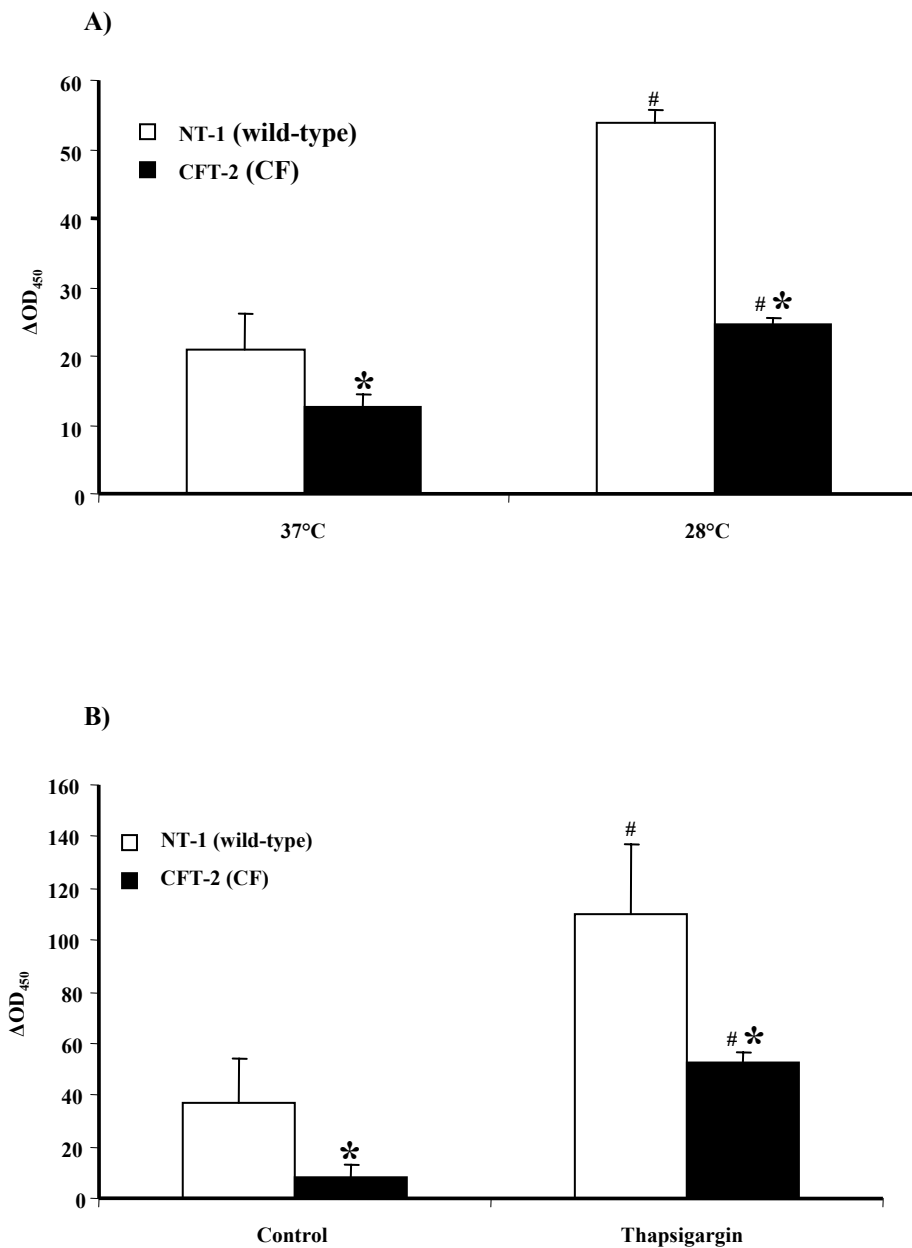 A)
60
50
40
30
20
10
0
ΔOD450
NT-1 (wild-type)
CFT-2 (CF)
#
*
# *
37°C 28°C
B)
160
140
120
100
80
60
40
20
0
ΔOD450
NT-1 (wild-type)
CFT-2 (CF)
#
*
# *
Control Thapsigargin